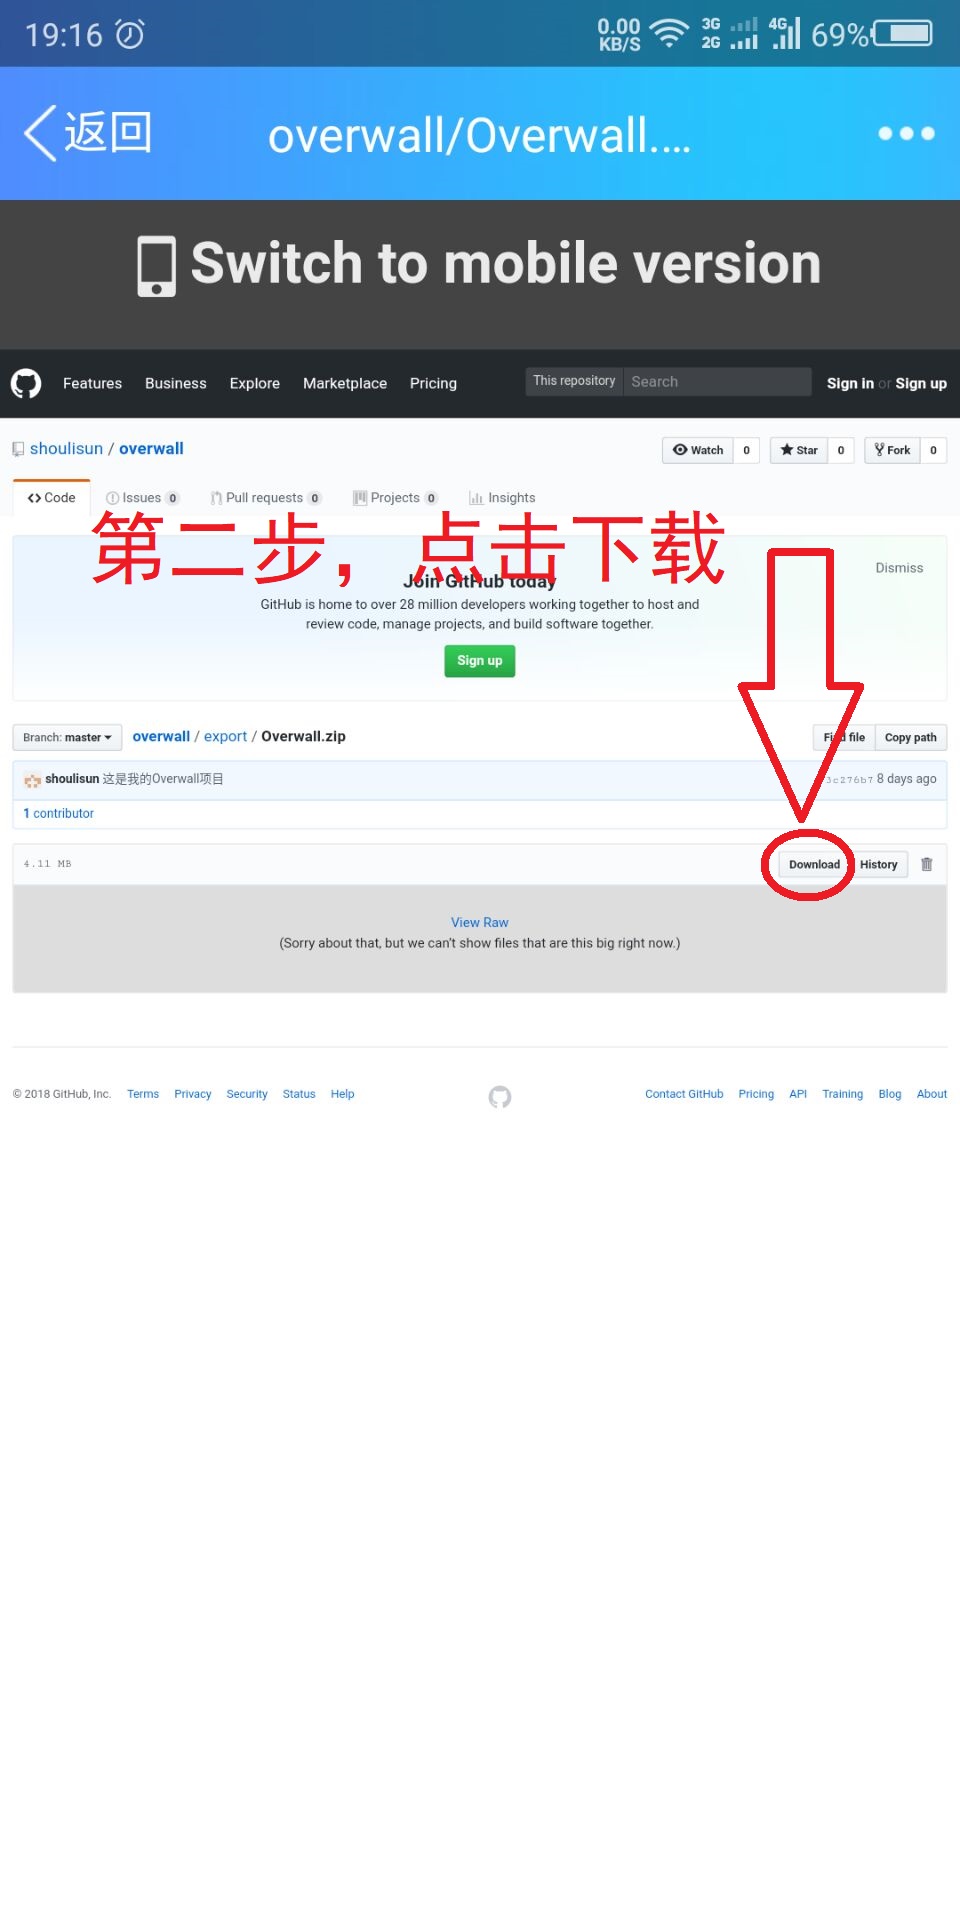 19:16
0.00 KB/S 3G 2G 4G 69%
返回 overwall/Overwall....
Switch to mobile version
Features Business Explore Marketplace Pricing This repository Search Sign in or Sign up
shoulisun / overwall Watch 0 Star 0 Fork 0
Code Issues 0 Pull requests 0 Projects 0 Insights
第二步，点击下载
Join GitHub today
Dismiss
GitHub is home to over 28 million developers working together to host and
review code, manage projects, and build software together.
Sign up
Branch: master overwall / export / Overwall.zip Find file Copy path
shoulisun 这是我的Overwall项目 3c276b7 8 days ago
1 contributor
4.11 MB Download History
View Raw
(Sorry about that, but we can't show files that are this big right now.)
© 2018 GitHub, Inc. Terms Privacy Security Status Help Contact GitHub Pricing API Training Blog About